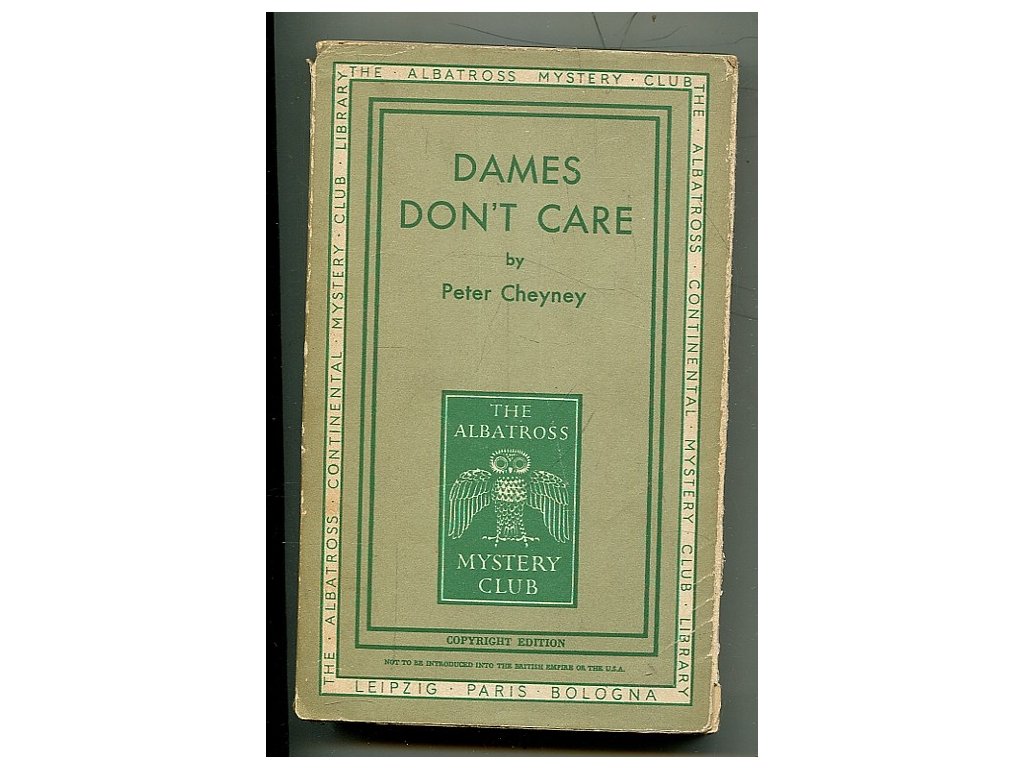 THE · ALBATROSS MYSTERY · CLUB
THE · ALBATROSS · CONTINENTAL · MYSTERY · CLUB · LIBRARY
THE · ALBATROSS · CONTINENTAL · MYSTERY · CLUB · LIBRARY
DAMES
DON'T CARE
by
Peter Cheyney
THE
ALBATROSS
MYSTERY
CLUB
COPYRIGHT EDITION
NOT TO BE INTRODUCED INTO THE BRITISH EMPIRE OR THE U.S.A.
LEIPZIG · PARIS · BOLOGNA